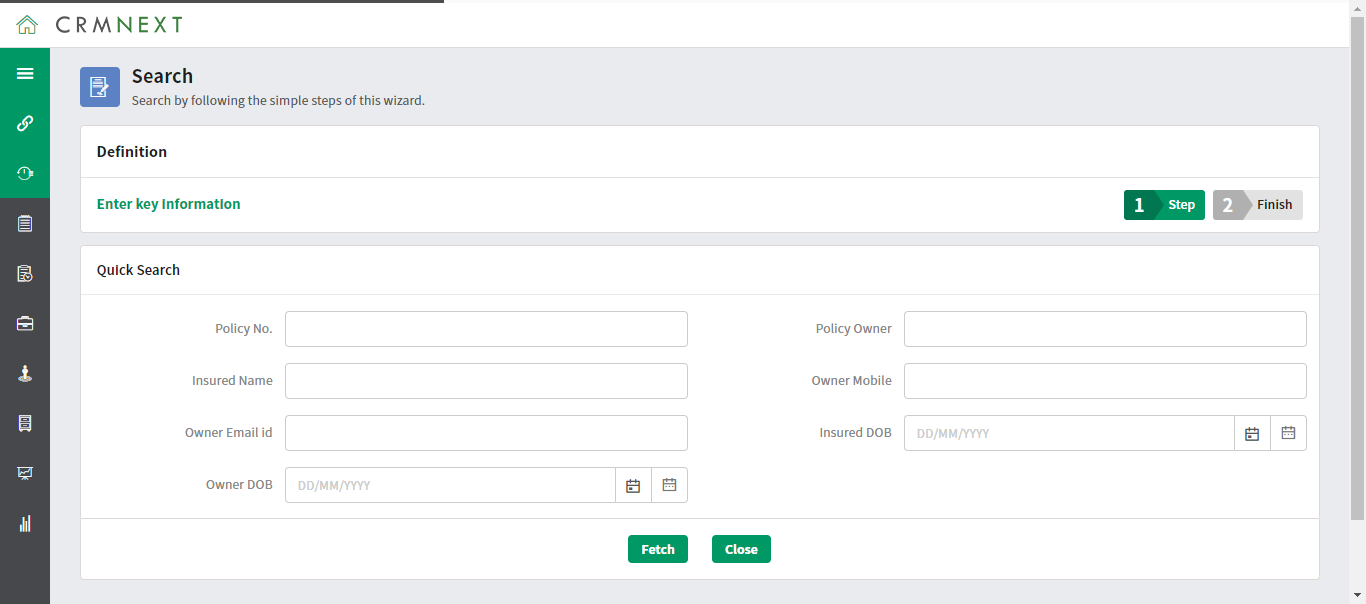 CRMNEXT
Search
Search by following the simple steps of this wizard.
Definition
Enter key Information
1 Step 2 Finish
Quick Search
Policy No. Policy Owner
Insured Name Owner Mobile
Owner Email id Insured DOB DD/MM/YYYY
Owner DOB DD/MM/YYYY
Fetch Close